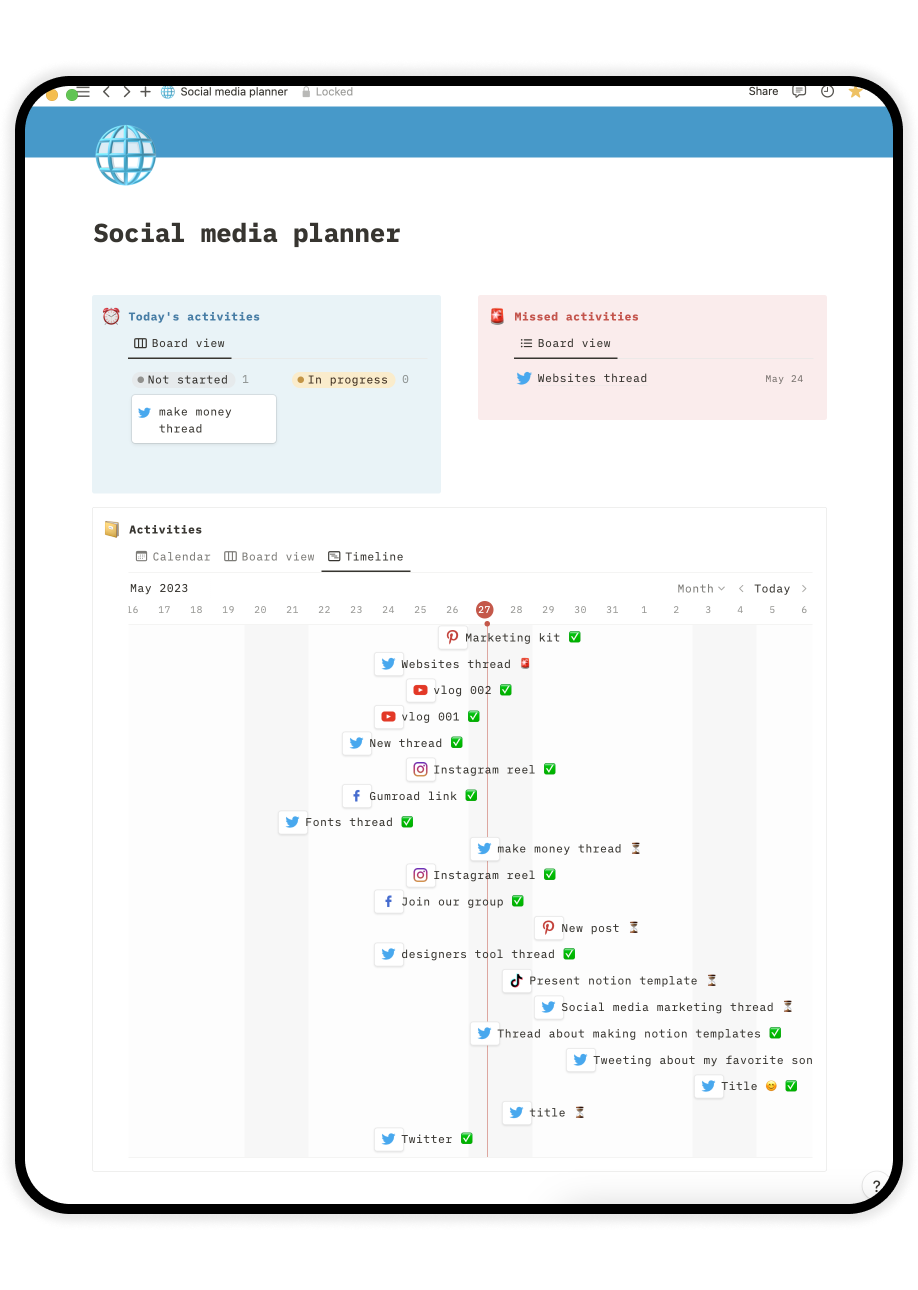 Social media planner Locked Share
Social media planner
Today's activities
Board view
Not started 1 In progress 0
make money
thread
Missed activities
Board view
Websites thread May 24
Activities
Calendar Board view Timeline
May 2023 Month Today
16 17 18 19 20 21 22 23 24 25 26 27 28 29 30 31 1 2 3 4 5 6
Marketing kit ✅
Websites thread 🚨
vlog 002 ✅
vlog 001 ✅
New thread ✅
Instagram reel ✅
Gumroad link ✅
Fonts thread ✅
make money thread ⏳
Instagram reel ✅
Join our group ✅
New post ⏳
designers tool thread ✅
Present notion template ⏳
Social media marketing thread ⏳
Thread about making notion templates ✅
Tweeting about my favorite son
Title 😊 ✅
title ⏳
Twitter ✅
?